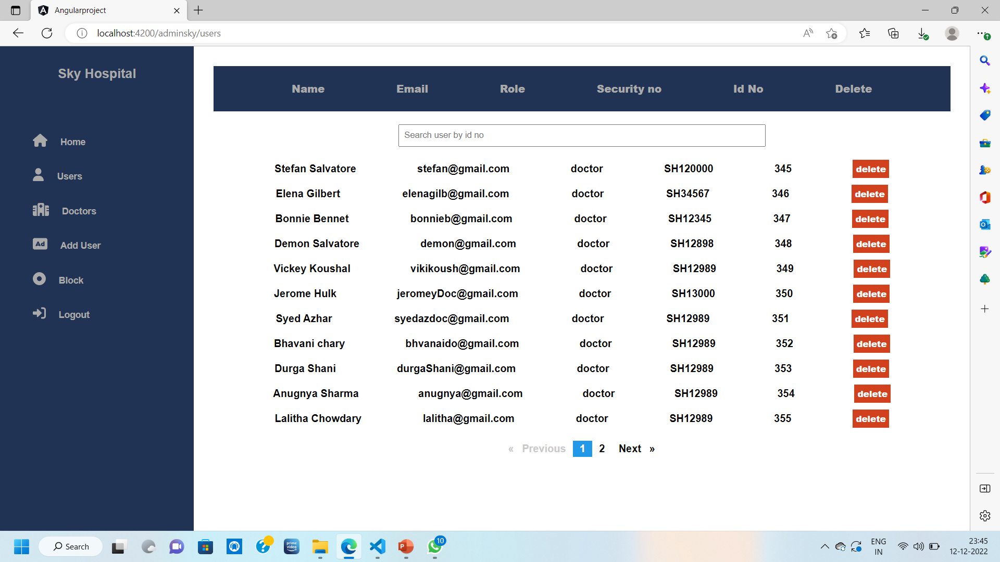 Angularproject
localhost:4200/adminsky/users
Sky Hospital
Home
Users
Doctors
Ad Add User
Block
Logout
Name Email Role Security no Id No Delete
Search user by id no
Stefan Salvatore stefan@gmail.com doctor SH120000 345 delete
Elena Gilbert elenagilb@gmail.com doctor SH34567 346 delete
Bonnie Bennet bonnieb@gmail.com doctor SH12345 347 delete
Demon Salvatore demon@gmail.com doctor SH12898 348 delete
Vickey Koushal vikikoush@gmail.com doctor SH12989 349 delete
Jerome Hulk jeromeyDoc@gmail.com doctor SH13000 350 delete
Syed Azhar syedazdoc@gmail.com doctor SH12989 351 delete
Bhavani chary bhvanaido@gmail.com doctor SH12989 352 delete
Durga Shani durgaShani@gmail.com doctor SH12989 353 delete
Anugnya Sharma anugnya@gmail.com doctor SH12989 354 delete
Lalitha Chowdary lalitha@gmail.com doctor SH12989 355 delete
« Previous 1 2 Next »
Search
prime video
10
ENG
IN
23:45
12-12-2022